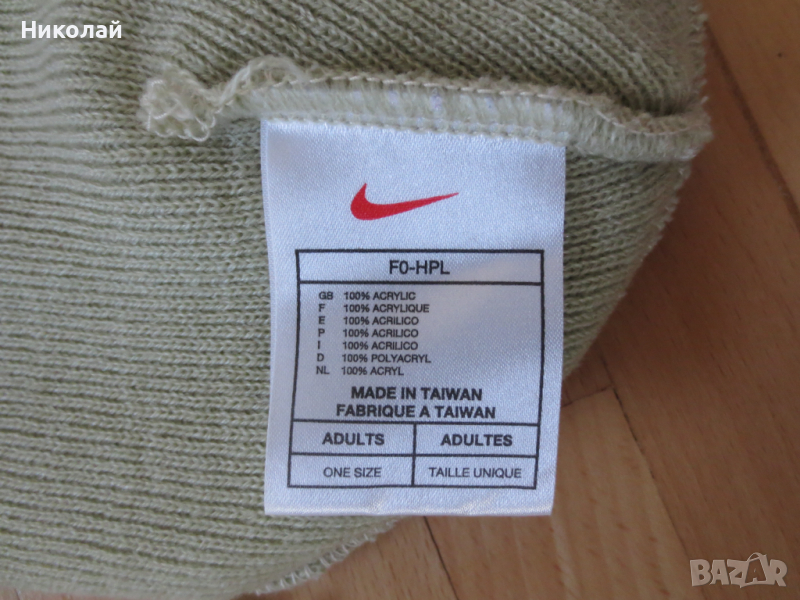 Николай
F0-HPL
GB 100% ACRYLIC
F 100% ACRYLIQUE
E 100% ACRILICO
P 100% ACRILICO
I 100% ACRILICO
D 100% POLYACRYL
NL 100% ACRYL
MADE IN TAIWAN
FABRIQUE A TAIWAN
ADULTS ADULTES
ONE SIZE TAILLE UNIQUE
BAZAR